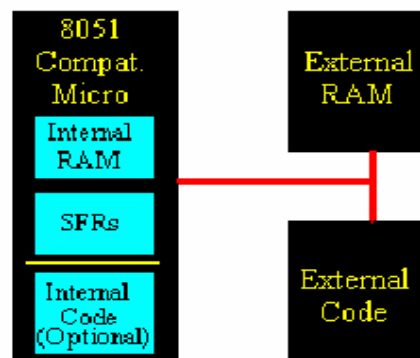 8051
Compat.
Micro
Internal
RAM
SFRs
Internal
Code
(Optional)
External
RAM
External
Code